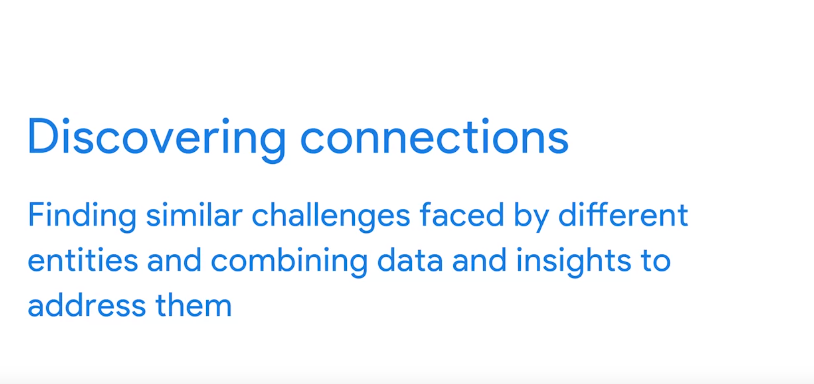 Discovering connections
Finding similar challenges faced by different
entities and combining data and insights to
address them